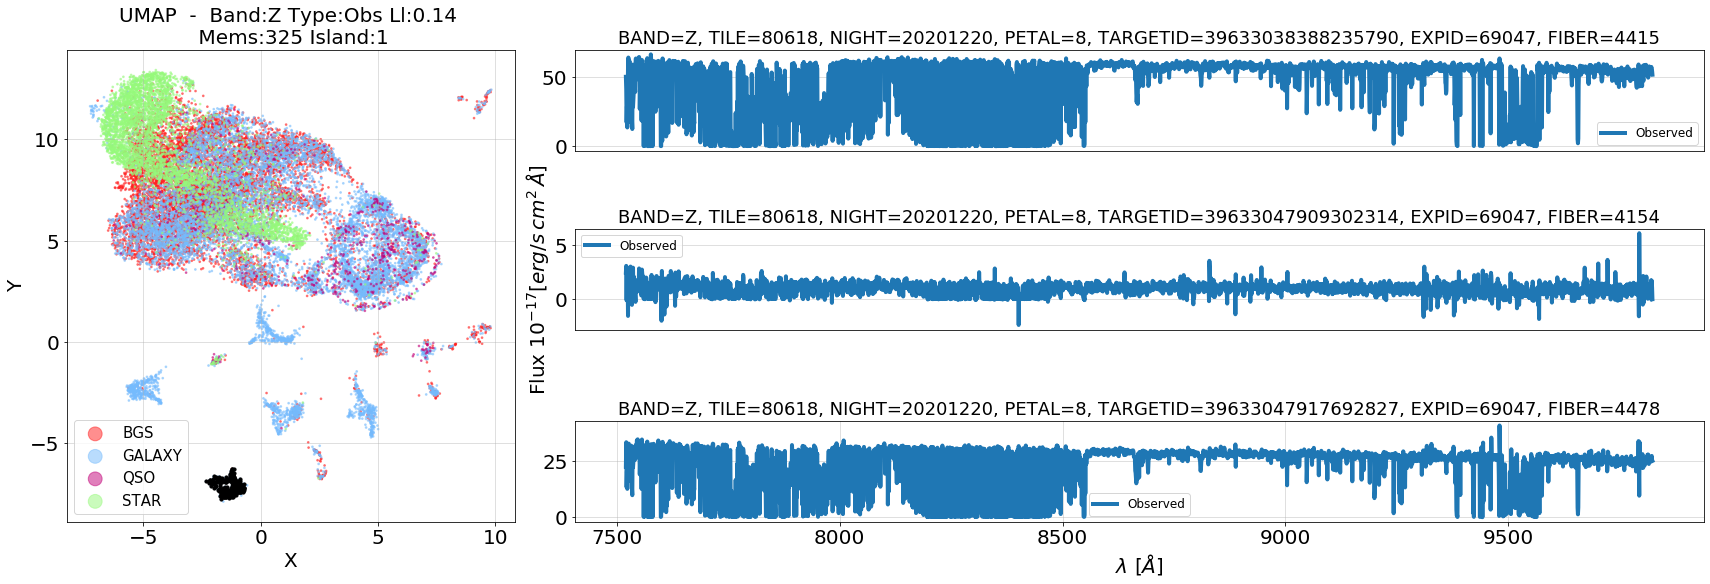 UMAP - Band:Z Type:Obs Ll:0.14
Mems:325 Island:1
Y
10
5
0
−5
BGS
GALAXY
QSO
STAR
−5
0
5
10
X
Flux 10⁻¹⁷[erg/s cm² Å]
BAND=Z, TILE=80618, NIGHT=20201220, PETAL=8, TARGETID=39633038388235790, EXPID=69047, FIBER=4415
50
0
Observed
BAND=Z, TILE=80618, NIGHT=20201220, PETAL=8, TARGETID=39633047909302314, EXPID=69047, FIBER=4154
5
0
Observed
BAND=Z, TILE=80618, NIGHT=20201220, PETAL=8, TARGETID=39633047917692827, EXPID=69047, FIBER=4478
25
0
Observed
7500
8000
8500
9000
9500
λ [Å]